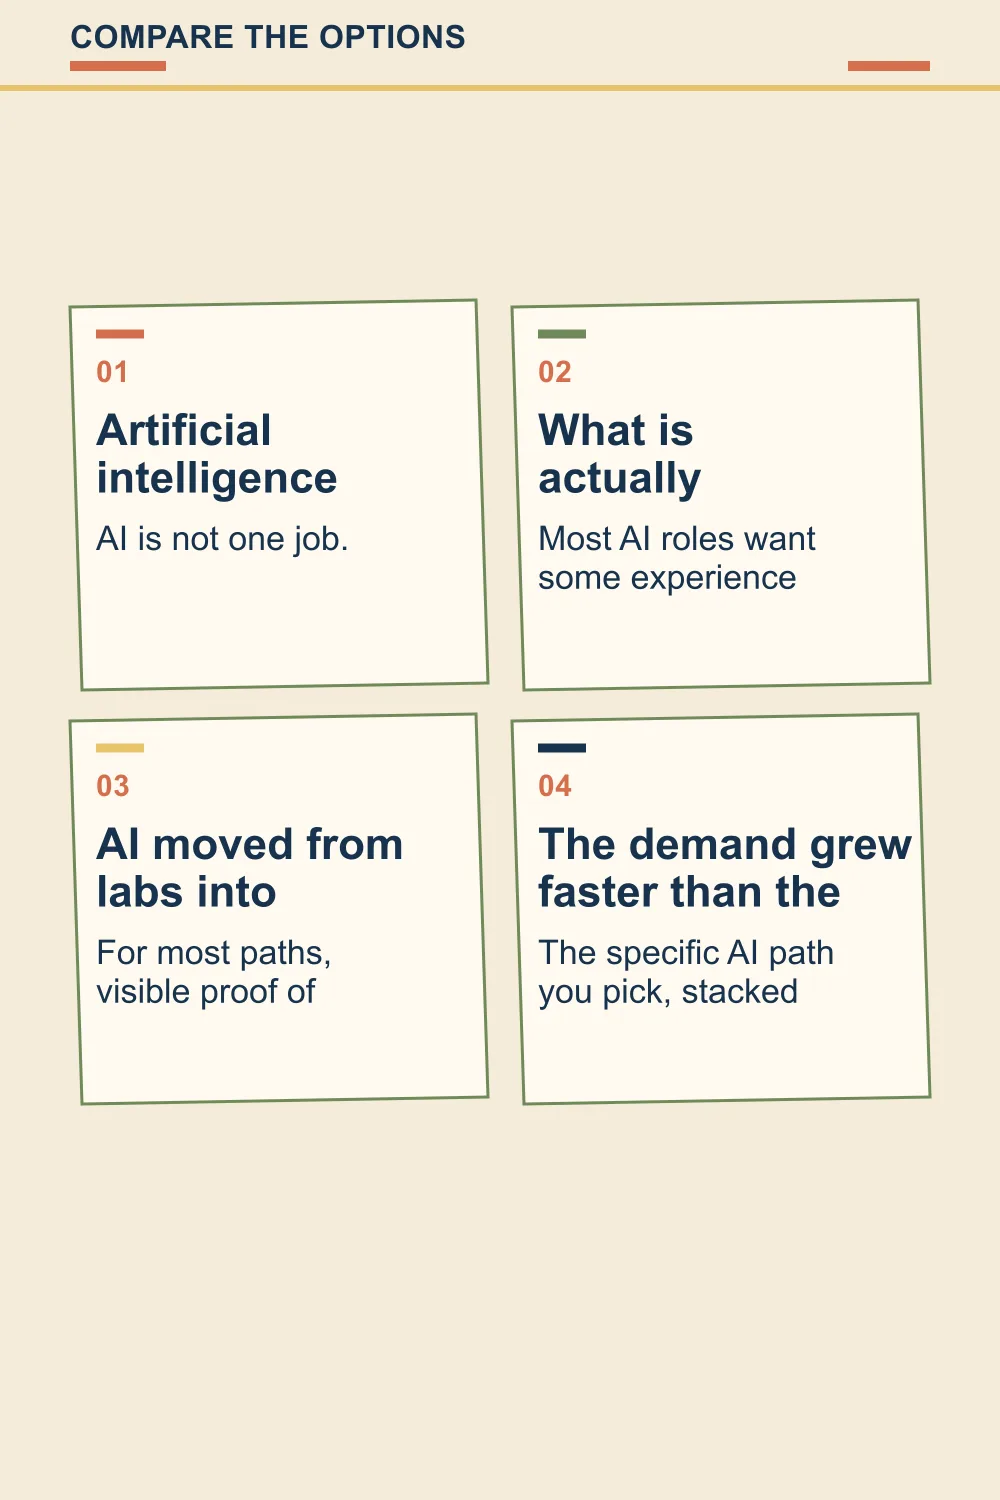 COMPARE THE OPTIONS
01
Artificial
intelligence
AI is not one job.
02
What is
actually
Most AI roles want
some experience
03
AI moved from
labs into
For most paths,
visible proof of
04
The demand grew
faster than the
The specific AI path
you pick, stacked